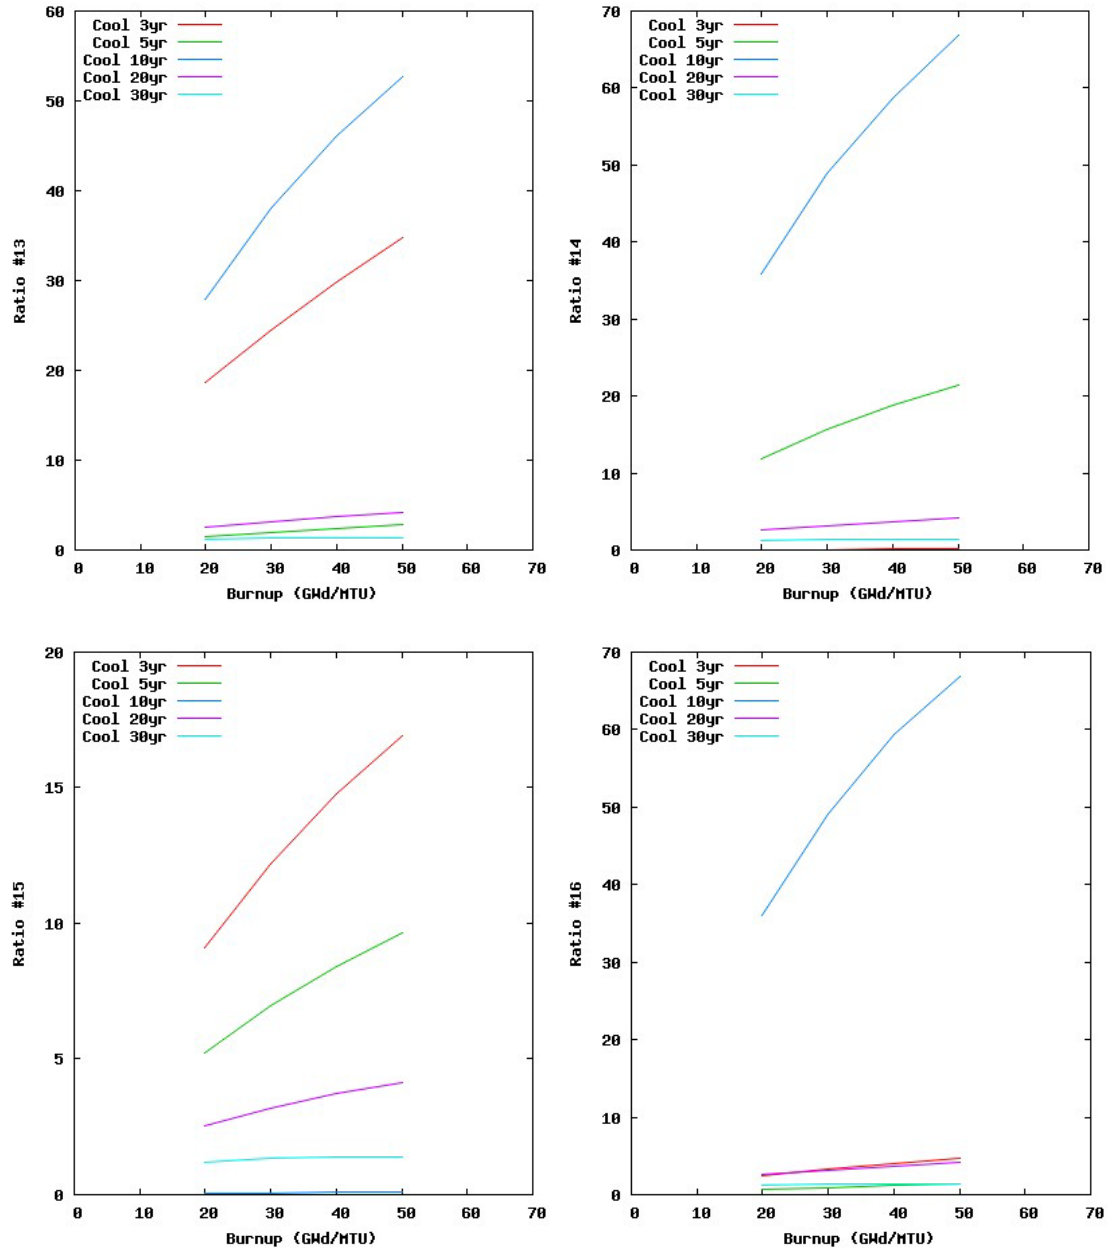 60
50
40
30
20
10
0
Ratio #13
Cool 3yr
Cool 5yr
Cool 10yr
Cool 20yr
Cool 30yr
0 10 20 30 40 50 60 70
Burnup (GWd/MTU)
70
60
50
40
30
20
10
0
Ratio #14
Cool 3yr
Cool 5yr
Cool 10yr
Cool 20yr
Cool 30yr
0 10 20 30 40 50 60 70
Burnup (GWd/MTU)
20
15
10
5
0
Ratio #15
Cool 3yr
Cool 5yr
Cool 10yr
Cool 20yr
Cool 30yr
0 10 20 30 40 50 60 70
Burnup (GWd/MTU)
70
60
50
40
30
20
10
0
Ratio #16
Cool 3yr
Cool 5yr
Cool 10yr
Cool 20yr
Cool 30yr
0 10 20 30 40 50 60 70
Burnup (GWd/MTU)